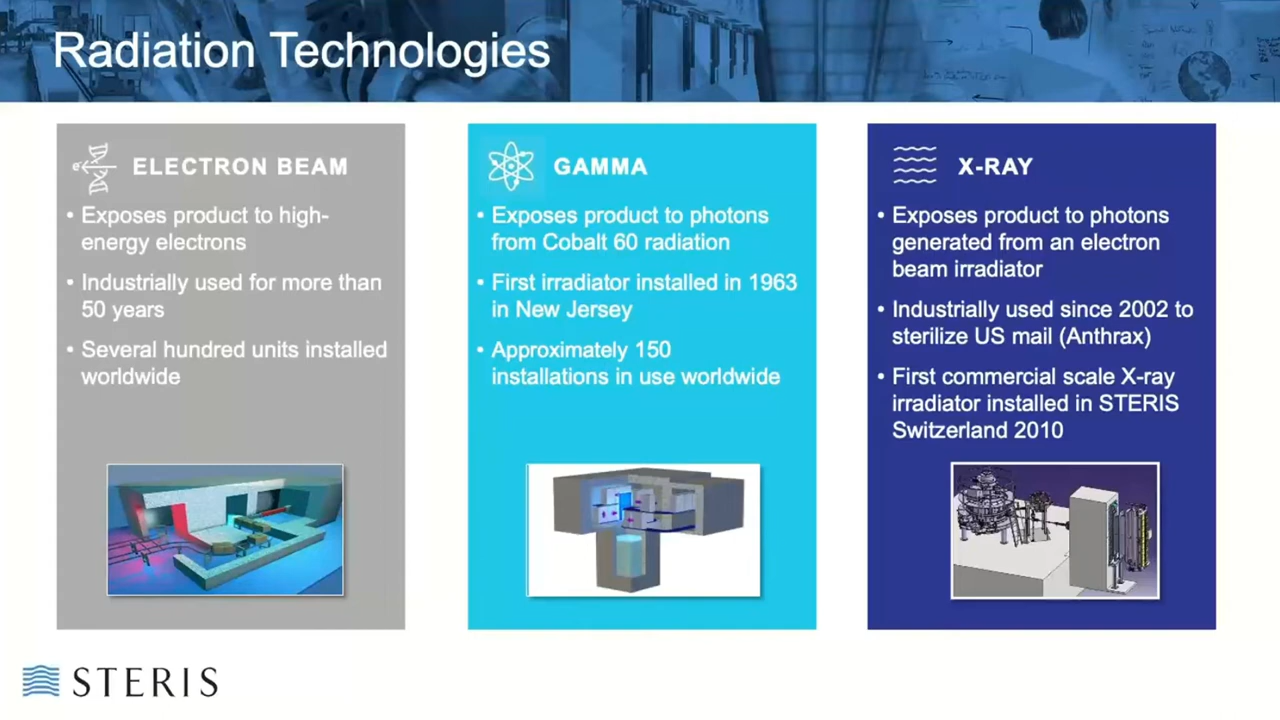 Radiation Technologies
ELECTRON BEAM
• Exposes product to high-
energy electrons
• Industrially used for more than
50 years
• Several hundred units installed
worldwide
GAMMA
• Exposes product to photons
from Cobalt 60 radiation
• First irradiator installed in 1963
in New Jersey
• Approximately 150
installations in use worldwide
X-RAY
• Exposes product to photons
generated from an electron
beam irradiator
• Industrially used since 2002 to
sterilize US mail (Anthrax)
• First commercial scale X-ray
irradiator installed in STERIS
Switzerland 2010
STERIS